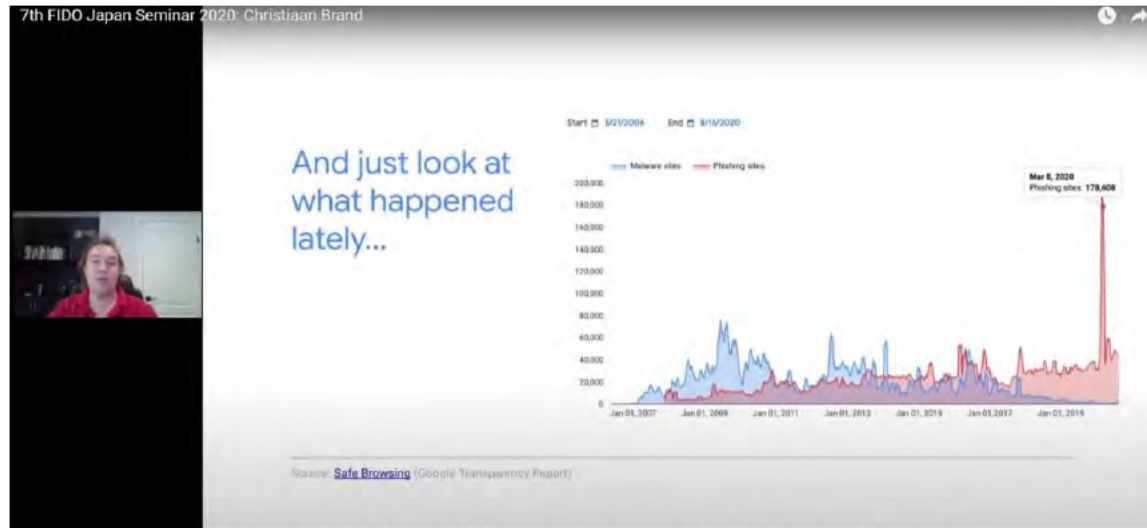 7th FIDO Japan Seminar 2020: Christiaan Brand
And just look at
what happened
lately...
Start 5/21/2006 End 8/16/2020
Malware sites Phishing sites
Mar 8, 2020
Phishing sites: 178,608
200,000
180,000
160,000
140,000
120,000
100,000
80,000
60,000
40,000
20,000
0
Jan 01, 2007 Jan 01, 2009 Jan 01, 2011 Jan 01, 2013 Jan 01, 2015 Jan 01, 2017 Jan 01, 2019
Source: Safe Browsing (Google Transparency Report)